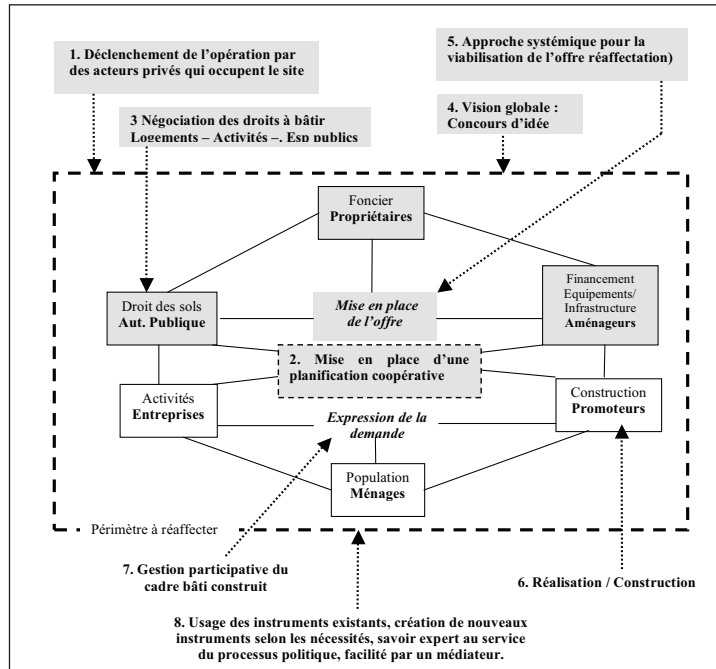 1. Déclenchement de l'opération par
des acteurs privés qui occupent le site
5. Approche systémique pour la
viabilisation de l'offre réaffectation)
3 Négociation des droits à bâtir
Logements – Activités –. Esp publics
4. Vision globale :
Concours d'idée
Foncier
Propriétaires
Droit des sols
Aut. Publique
Mise en place
de l'offre
Financement
Equipements/
Infrastructure
Aménageurs
2. Mise en place d'une
planification coopérative
Activités
Entreprises
Construction
Promoteurs
Expression de la
demande
Population
Ménages
Périmètre à réaffecter
7. Gestion participative du
cadre bâti construit
6. Réalisation / Construction
8. Usage des instruments existants, création de nouveaux
instruments selon les nécessités, savoir expert au service
du processus politique, facilité par un médiateur.